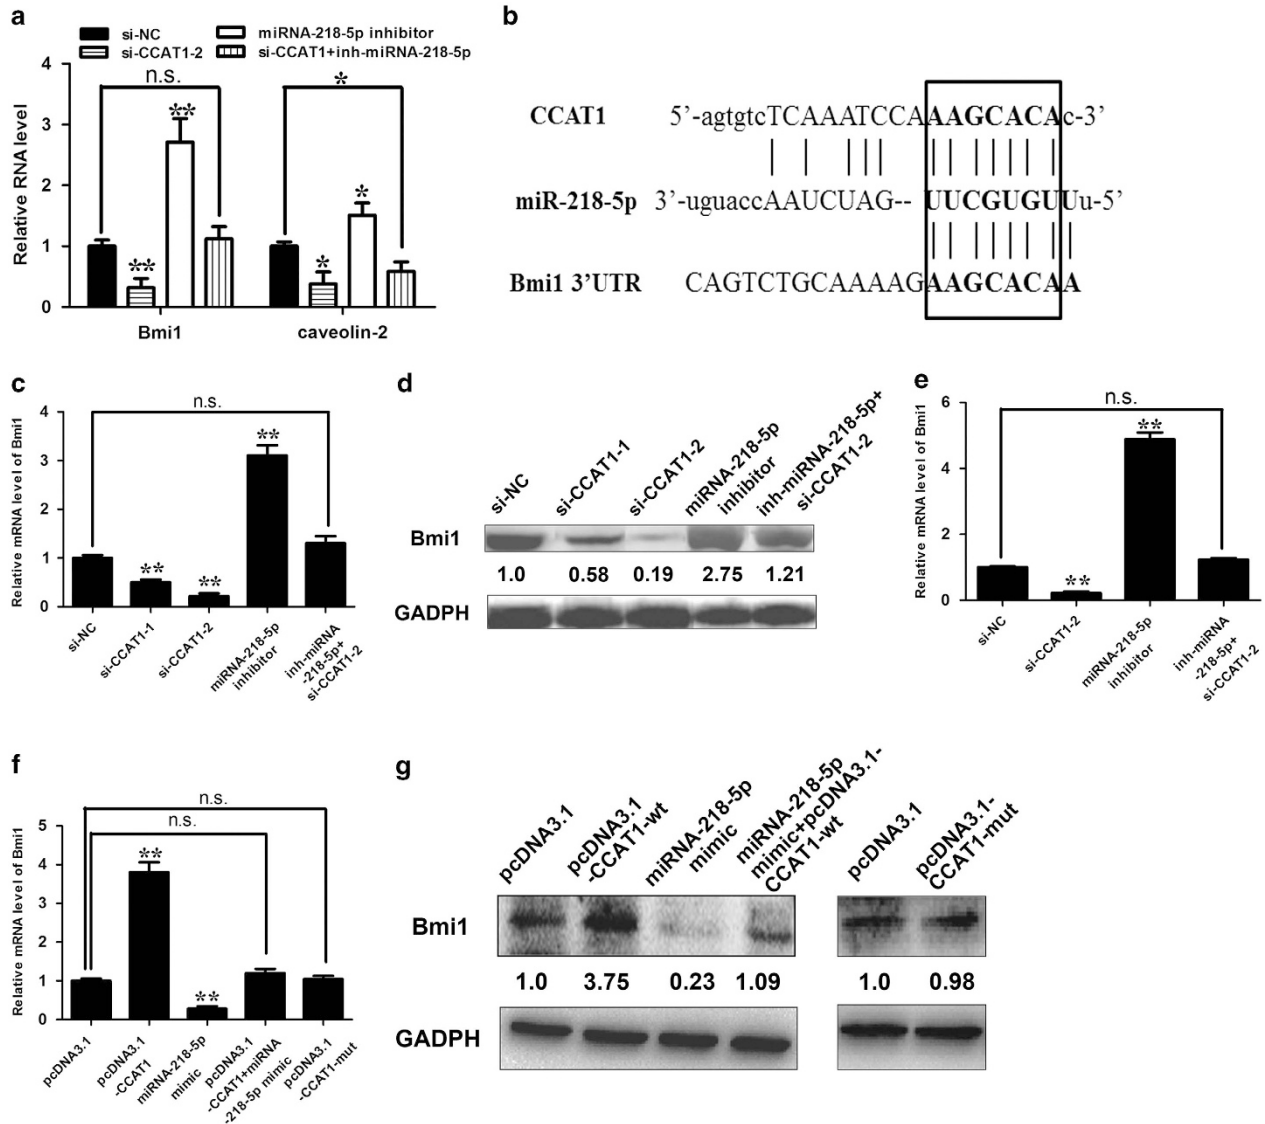 a
si-NC
miRNA-218-5p inhibitor
si-CCAT1-2
si-CCAT1+inh-miRNA-218-5p
Relative RNA level
4
3
2
1
0
n.s.
*
**
**
*
*
Bmi1
caveolin-2
b
CCAT1
5’-agtgtcTCAAATCCAAAGCACAc-3’
miR-218-5p
3’-uguaccAAUCUAG-- UUCGUGUUu-5’
Bmi1 3’UTR
CAGTCTGCAAAAGAAGCACAA
c
Relative mRNA level of Bmi1
4
3
2
1
0
n.s.
**
**
**
si-NC
si-CCAT1-1
si-CCAT1-2
miRNA-218-5p
inhibitor
inh-miRNA
-218-5p+
si-CCAT1-2
d
si-NC
si-CCAT1-1
si-CCAT1-2
miRNA-218-5p
inhibitor
inh-miRNA-218-5p+
si-CCAT1-2
Bmi1
1.0 0.58 0.19 2.75 1.21
GADPH
e
Relative mRNA level of Bmi1
6
4
2
0
n.s.
**
**
si-NC
si-CCAT1-2
miRNA-218-5p
inhibitor
inh-miRNA
-218-5p+
si-CCAT1-2
f
Relative mRNA level of Bmi1
5
4
3
2
1
0
n.s.
n.s.
**
**
pcDNA3.1
pcDNA3.1
-CCAT1
miRNA-218-5p
mimic
pcDNA3.1
-CCAT1+miRNA
-218-5p mimic
pcDNA3.1
-CCAT1-mut
g
pcDNA3.1
pcDNA3.1
-CCAT1-wt
miRNA-218-5p
mimic
miRNA-218-5p
mimic+pcDNA3.1-
CCAT1-wt
pcDNA3.1
pcDNA3.1-
CCAT1-mut
Bmi1
1.0 3.75 0.23 1.09 1.0 0.98
GADPH